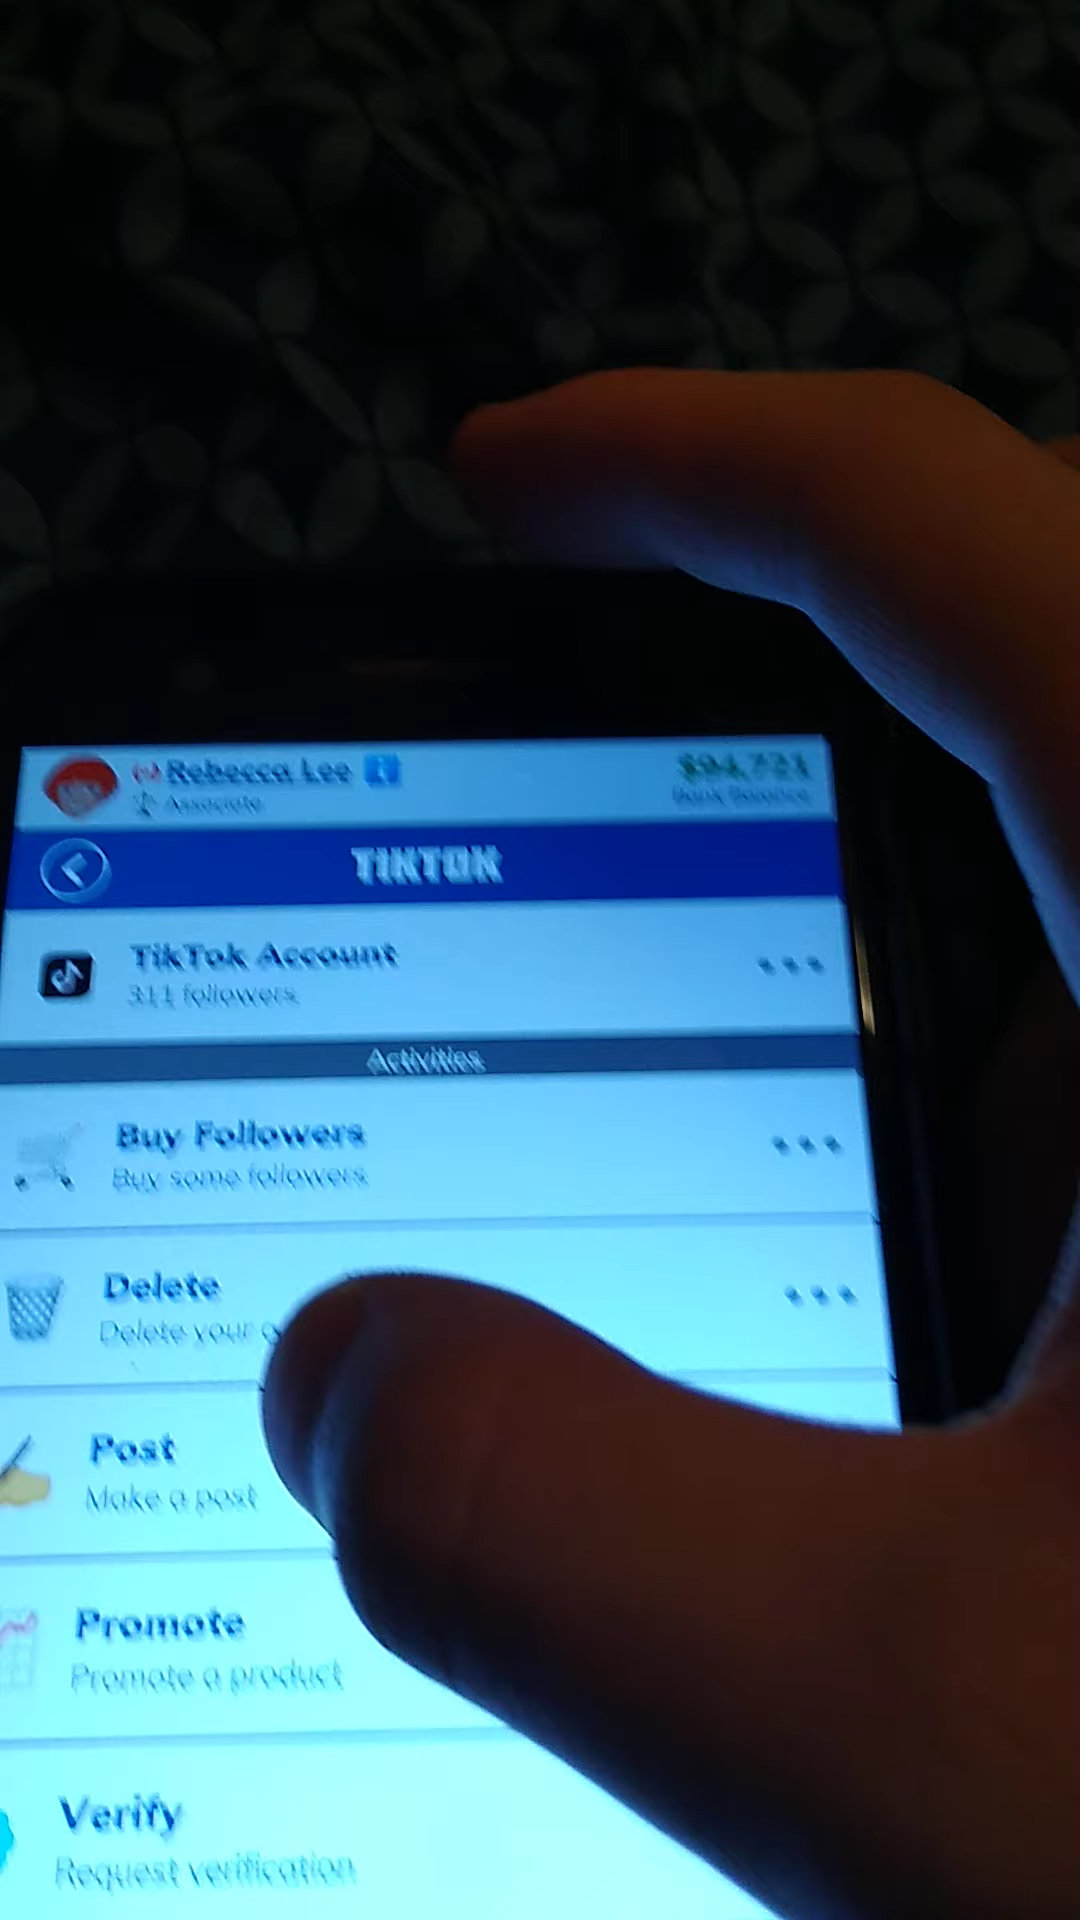 Rebecca Lee
Associate
$94,721
Bank Balance
TIKTOK
TikTok Account
311 followers
Activities
Buy Followers
Buy some followers
Delete
Delete your
Post
Make a post
Promote
Promote a product
Verify
Request verification